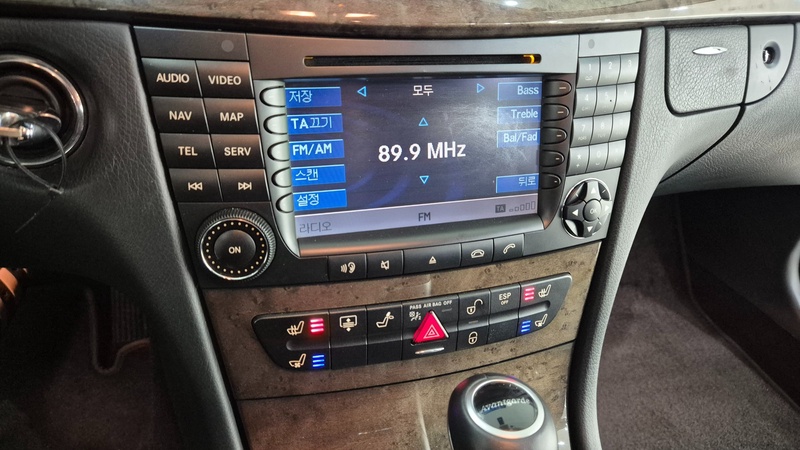 AUDIO VIDEO
NAV MAP
TEL SERV
ON
저장 모두 Bass
TA끄기 Treble
FM/AM 89.9 MHz Bal/Fad
스캔
설정 뒤로
라디오 FM TA
PASS AIR BAG OFF
ESP
OFF
Avantgarde